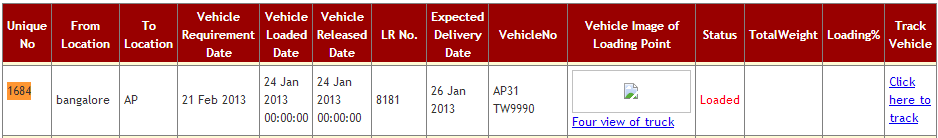 Unique No
From Location
To Location
Vehicle Requirement Date
Vehicle Loaded Date
Vehicle Released Date
LR No.
Expected Delivery Date
VehicleNo
Vehicle Image of Loading Point
Status
TotalWeight
Loading%
Track Vehicle
1684
bangalore
AP
21 Feb 2013
24 Jan 2013 00:00:00
24 Jan 2013 00:00:00
8181
26 Jan 2013
AP31 TW9990
Four view of truck
Loaded
Click here to track